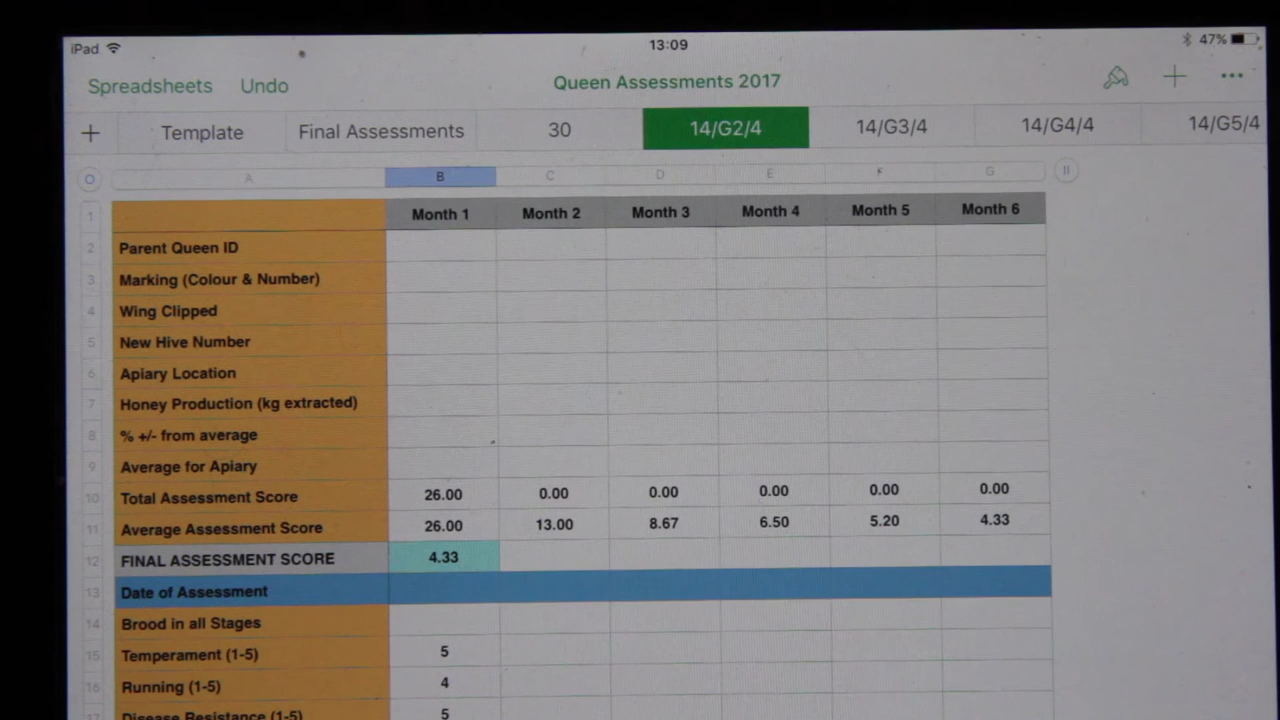 iPad 13:09 47%
Spreadsheets Undo Queen Assessments 2017
Template Final Assessments 30 14/G2/4 14/G3/4 14/G4/4 14/G5/4
A B C D E F G
1 Month 1 Month 2 Month 3 Month 4 Month 5 Month 6
2 Parent Queen ID
3 Marking (Colour & Number)
4 Wing Clipped
5 New Hive Number
6 Apiary Location
7 Honey Production (kg extracted)
8 % +/- from average
9 Average for Apiary
10 Total Assessment Score 26.00 0.00 0.00 0.00 0.00 0.00
11 Average Assessment Score 26.00 13.00 8.67 6.50 5.20 4.33
12 FINAL ASSESSMENT SCORE 4.33
13 Date of Assessment
14 Brood in all Stages
15 Temperament (1-5) 5
16 Running (1-5) 4
17 Disease Resistance (1-5) 5